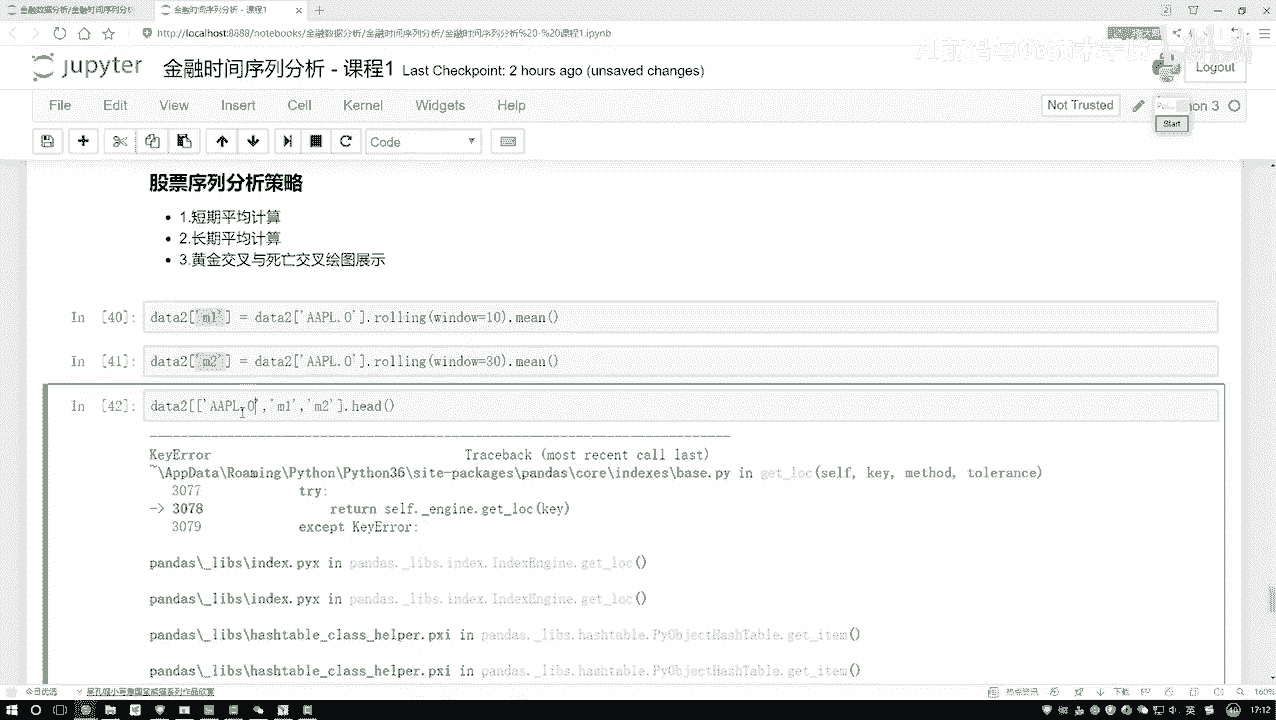 金融数据分析/金融时间序列分析
金融时间序列分析 - 课程1
http://localhost:8888/notebooks/金融数据分析/金融时间序列分析/金融时间序列分析%20-%20课程1.ipynb
jupyter 金融时间序列分析 - 课程1 Last Checkpoint: 2 hours ago (unsaved changes)
Logout
File Edit View Insert Cell Kernel Widgets Help
Not Trusted
Start
Code
股票序列分析策略
1.短期平均计算
2.长期平均计算
3.黄金交叉与死亡交叉绘图展示
In [40]: data2['m1'] = data2['AAPL.O'].rolling(window=10).mean()
In [41]: data2['m2'] = data2['AAPL.O'].rolling(window=30).mean()
In [42]: data2[['AAPL.O','m1','m2'].head()
KeyError Traceback (most recent call last)
~\AppData\Roaming\Python\Python36\site-packages\pandas\core\indexes\base.py in get_loc(self, key, method, tolerance)
3077 try:
-> 3078 return self._engine.get_loc(key)
3079 except KeyError:
pandas\_libs\index.pyx in pandas._libs.index.IndexEngine.get_loc()
pandas\_libs\index.pyx in pandas._libs.index.IndexEngine.get_loc()
pandas\_libs\hashtable_class_helper.pxi in pandas._libs.hashtable.PyObjectHashTable.get_item()
pandas\_libs\hashtable_class_helper.pxi in pandas._libs.hashtable.PyObjectHashTable.get_item()
今日优选
热点资讯
下载
160%
英
17:12